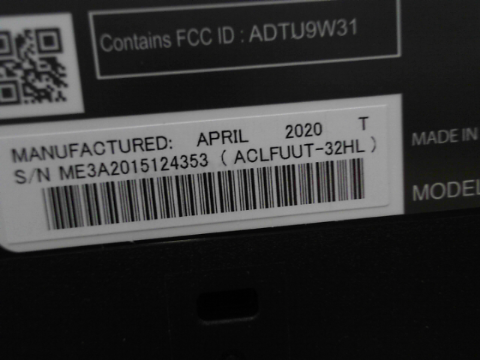 Contains FCC ID : ADTU9W31
MANUFACTURED: APRIL 2020 T
S/N ME3A2015124353 ( ACLFUUT-32HL )
MADE IN
MODEL